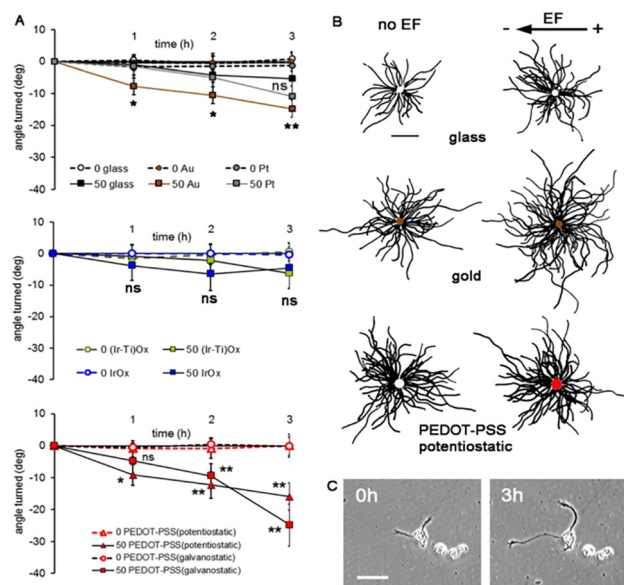 A
time (h)
1 2 3
angle turned (deg)
10
0
-10
-20
-30
-40
ns
* * **
0 glass 0 Au 0 Pt
50 glass 50 Au 50 Pt
time (h)
1 2 3
angle turned (deg)
10
0
-10
-20
-30
-40
ns ns ns
0 (Ir-Ti)Ox 50 (Ir-Ti)Ox
0 IrOx 50 IrOx
time (h)
1 2 3
angle turned (deg)
10
0
-10
-20
-30
-40
ns **
* ** **
**
0 PEDOT-PSS(potentiostatic)
50 PEDOT-PSS(potentiostatic)
0 PEDOT-PSS(galvanostatic)
50 PEDOT-PSS(galvanostatic)
B
no EF - EF +
glass
gold
PEDOT-PSS
potentiostatic
C
0h 3h